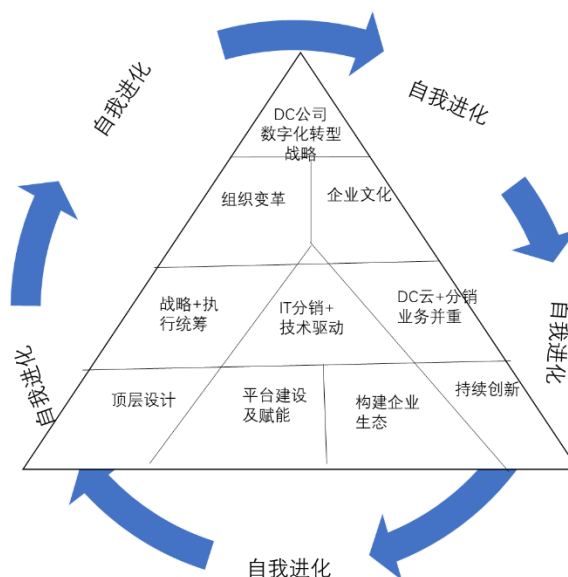 自我进化
自我进化
DC公司
数字化转型
战略
组织变革
企业文化
战略+执
行统筹
IT分销+
技术驱动
DC云+分销
业务并重
自我进化
自我进化
顶层设计
平台建设
及赋能
构建企业
生态
持续创新
自我进化